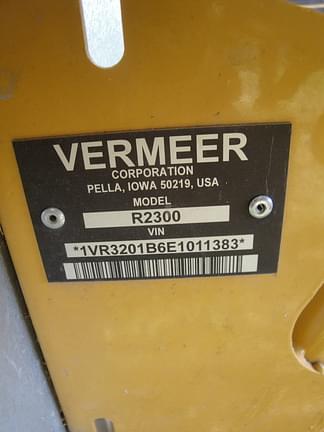 VERMEER
CORPORATION
PELLA, IOWA 50219, USA
MODEL
R2300
VIN
*1VR3201B6E1011383*